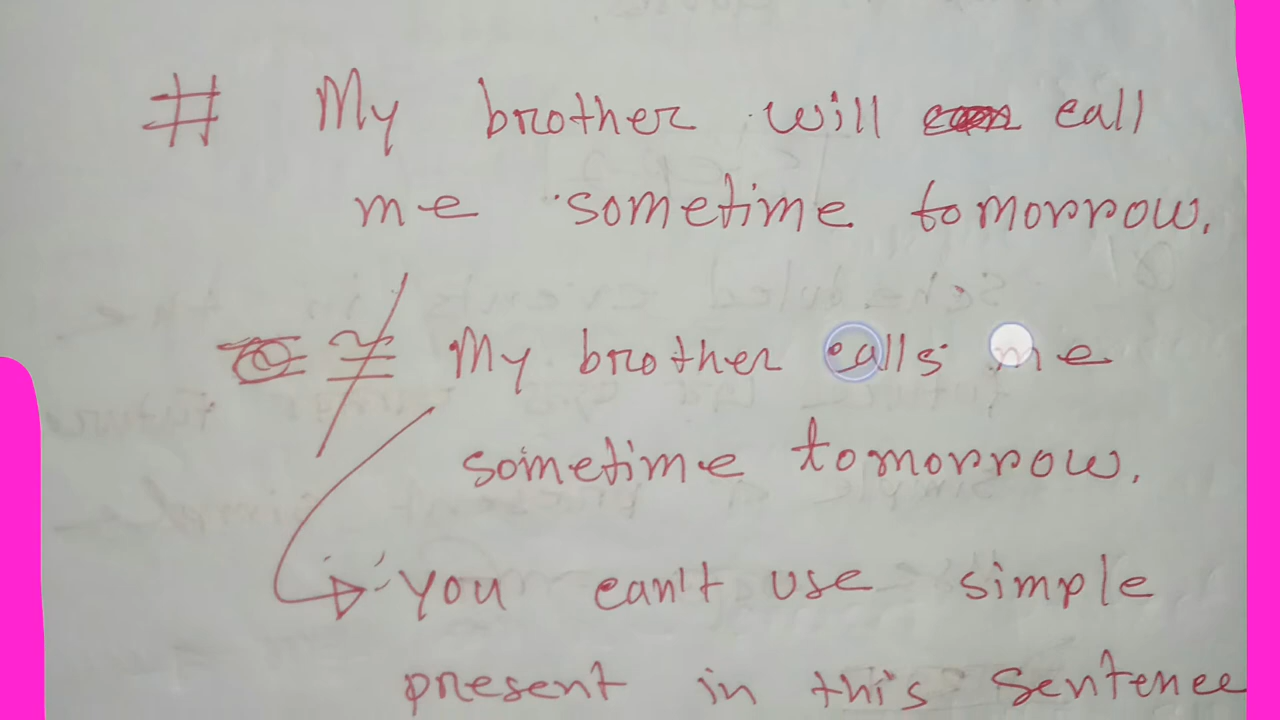 # My brother will call
me sometime tomorrow.
≇ My brother calls me
sometime tomorrow.
You can't use simple
present in this sentence